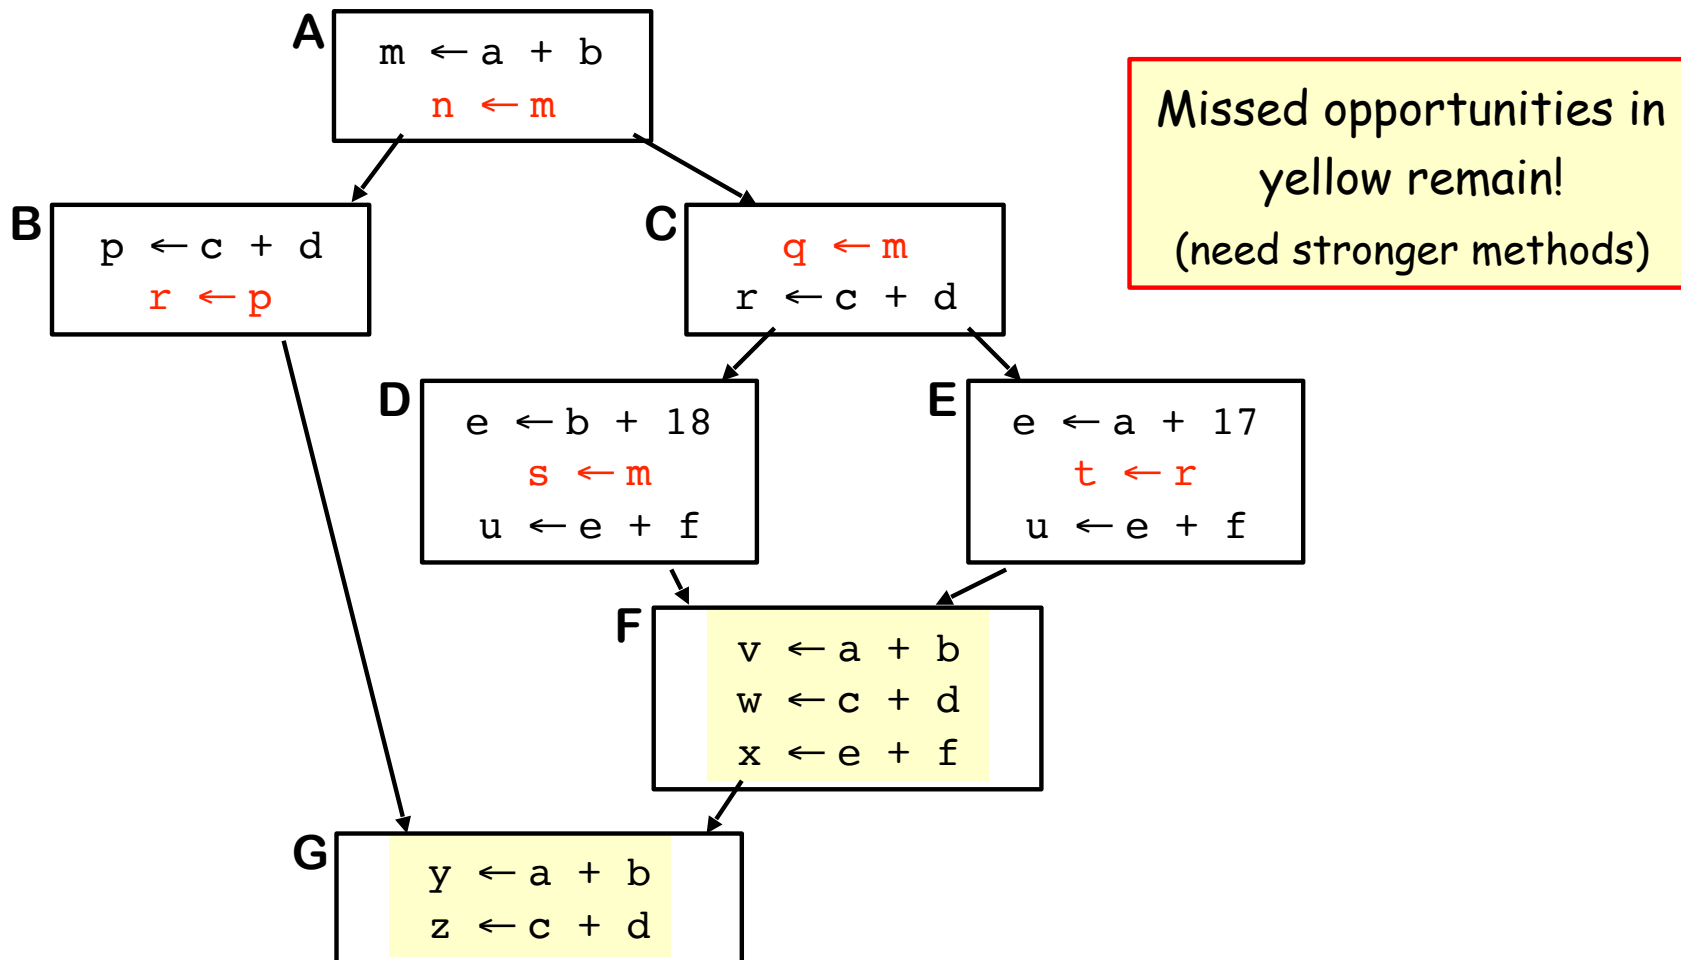 A
m ← a + b
n ← m
Missed opportunities in
yellow remain!
(need stronger methods)
B
p ← c + d
r ← p
C
q ← m
r ← c + d
D
e ← b + 18
s ← m
u ← e + f
E
e ← a + 17
t ← r
u ← e + f
F
v ← a + b
w ← c + d
x ← e + f
G
y ← a + b
z ← c + d